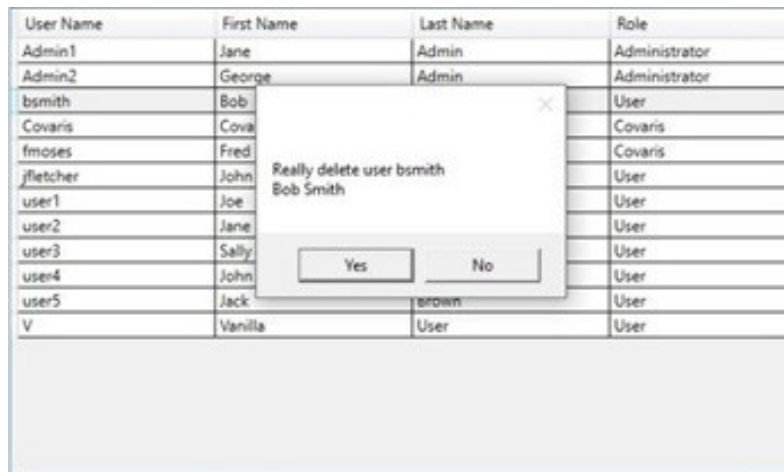 User Name First Name Last Name Role
Admin1 Jane Admin Administrator
Admin2 George Admin Administrator
bsmith Bob User
Covaris Cova Covaris
fmoses Fred Covaris
jfletcher John User
user1 Joe User
user2 Jane User
user3 Sally User
user4 John User
user5 Jack Brown User
V Vanilla User User
Really delete user bsmith
Bob Smith
Yes No